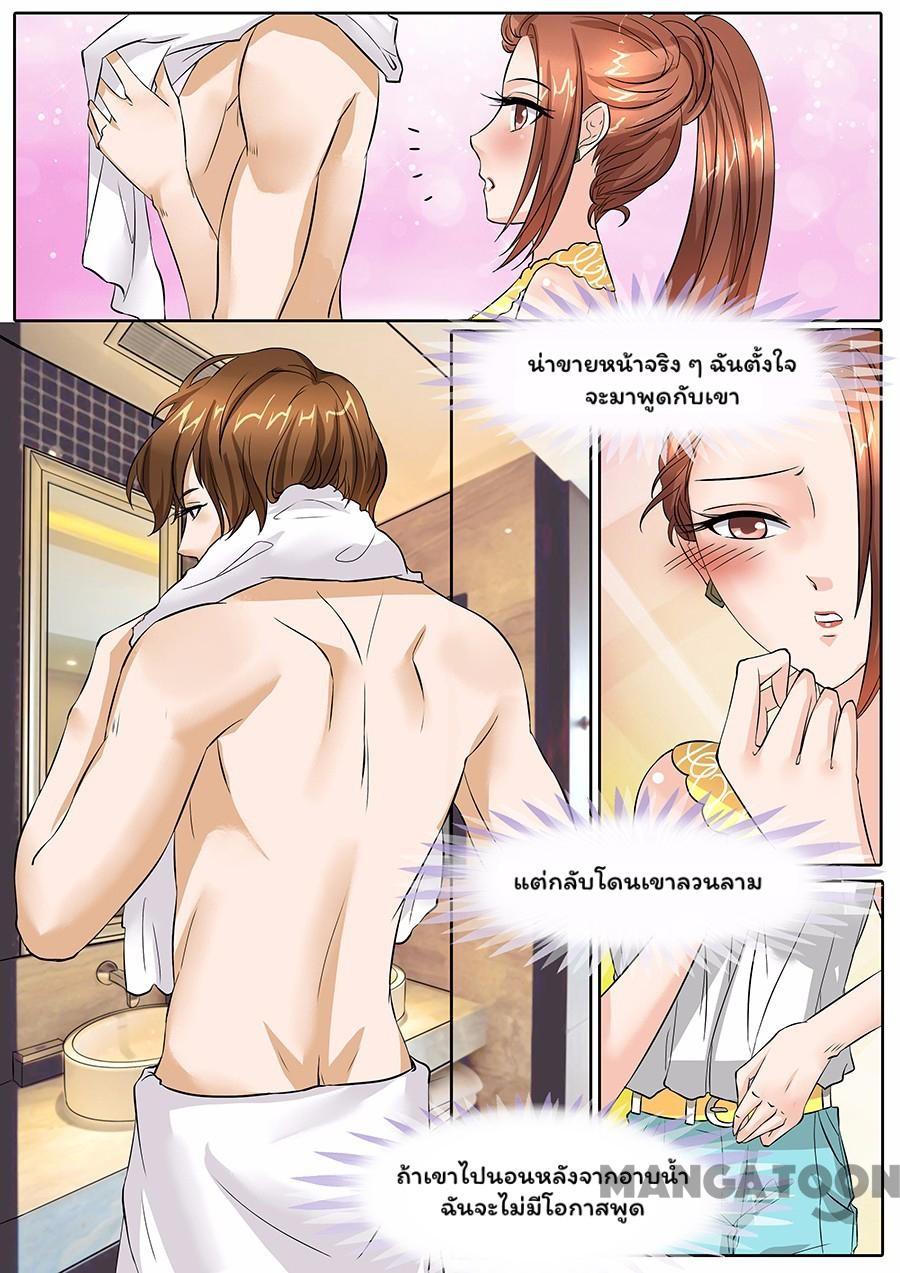 น่าขายหน้าจริง ๆ ฉันตั้งใจ
จะมาพูดกับเขา
แต่กลับโดนเขาลวนลาม
ถ้าเขาไปนอนหลังจากอาบน้ำ
ฉันจะไม่มีโอกาสพูด
MANGATOON